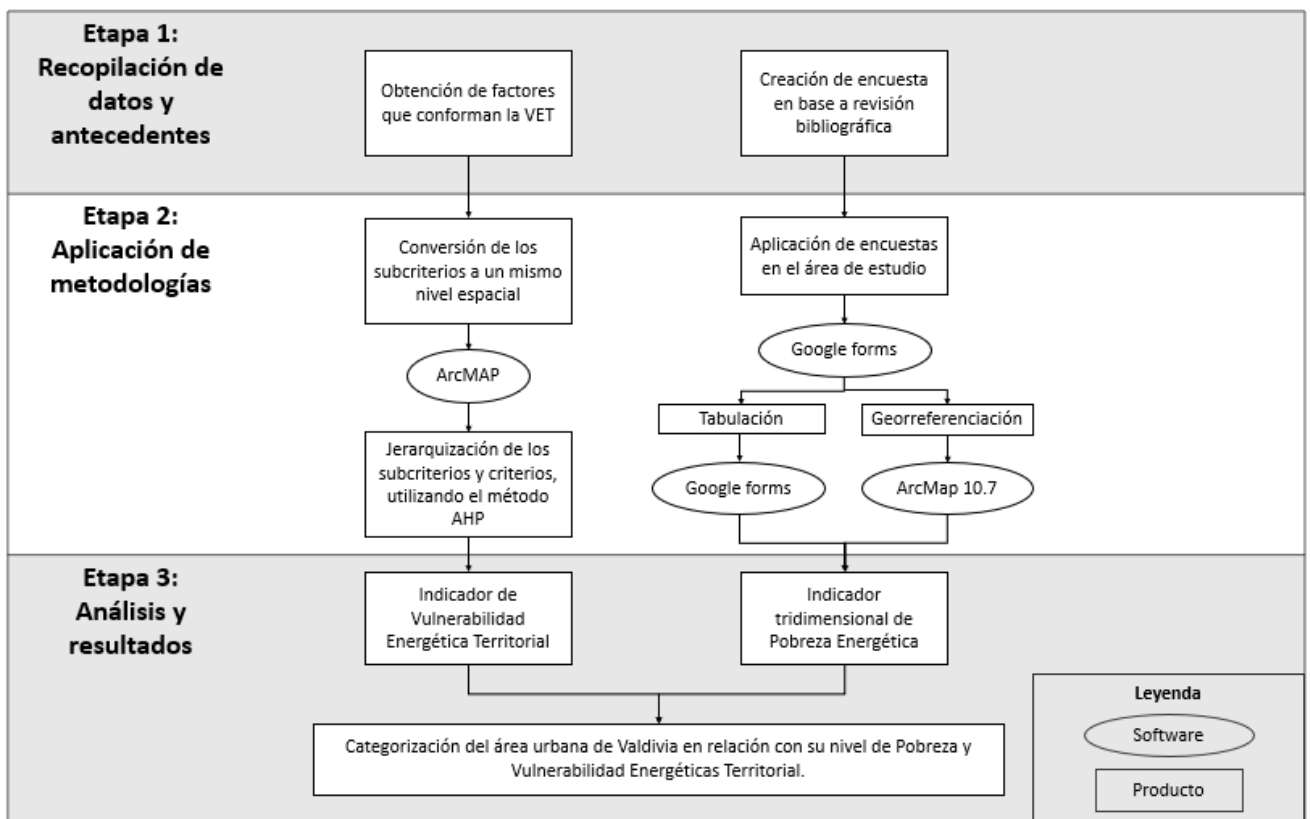 Etapa 1:
Recopilación de
datos y
antecedentes
Obtención de factores
que conforman la VET
Creación de encuesta
en base a revisión
bibliográfica
Etapa 2:
Aplicación de
metodologías
Conversión de los
subcriterios a un mismo
nivel espacial
ArcMAP
Jerarquización de los
subcriterios y criterios,
utilizando el método
AHP
Aplicación de encuestas
en el área de estudio
Google forms
Tabulación
Georreferenciación
Google forms
ArcMap 10.7
Etapa 3:
Análisis y
resultados
Indicador de
Vulnerabilidad
Energética Territorial
Indicador
tridimensional de
Pobreza Energética
Categorización del área urbana de Valdivia en relación con su nivel de Pobreza y
Vulnerabilidad Energéticas Territorial.
Leyenda
Software
Producto